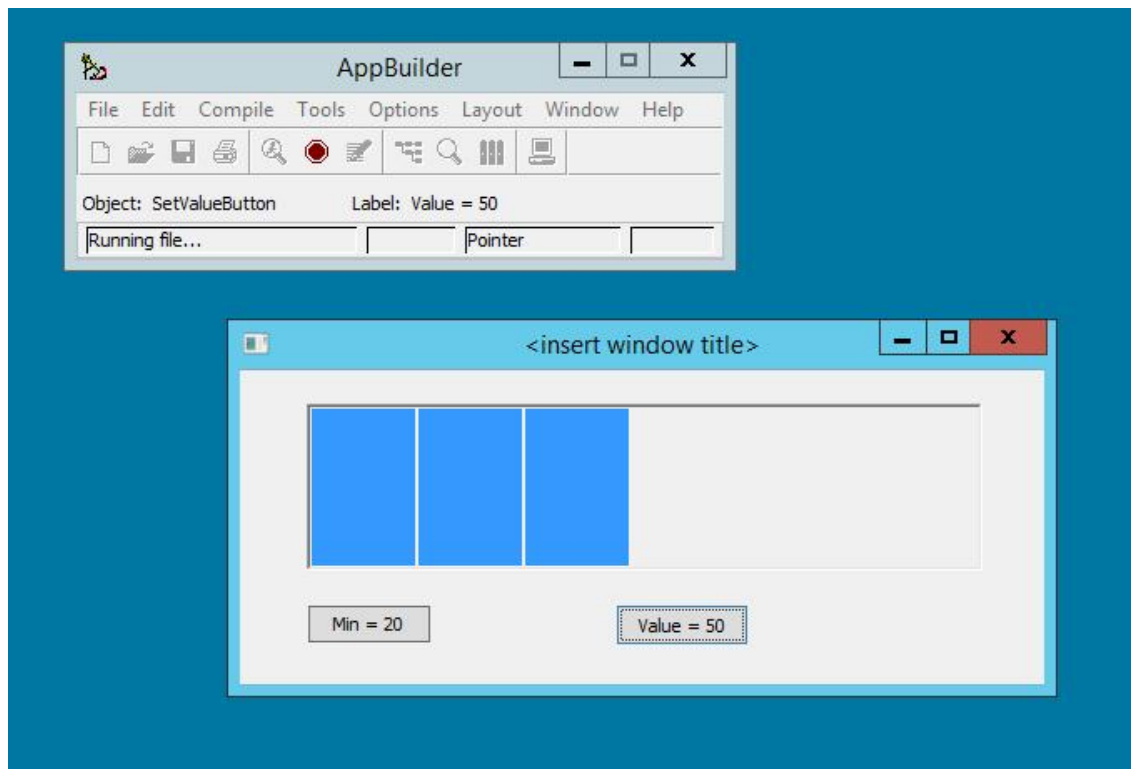 AppBuilder
File Edit Compile Tools Options Layout Window Help
Object: SetValueButton Label: Value = 50
Running file... Pointer
<insert window title>
Min = 20 Value = 50